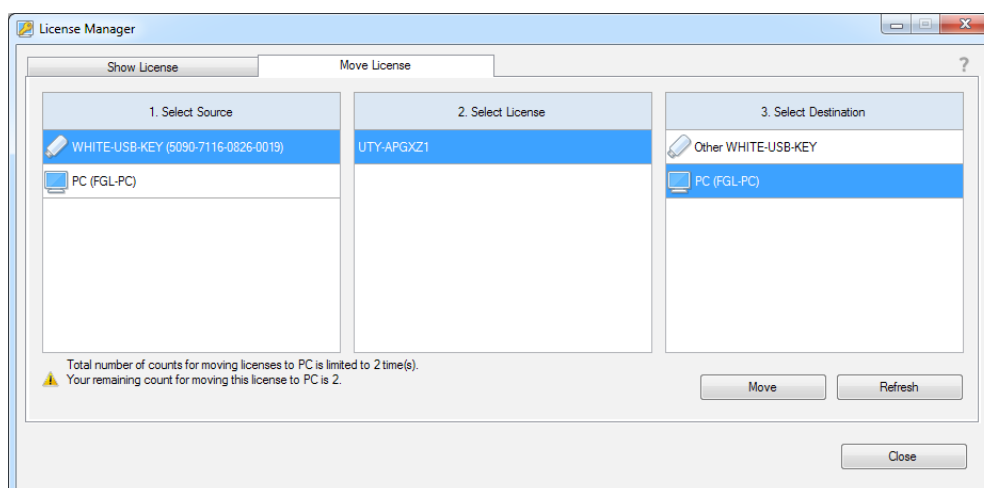 License Manager
Show License
Move License
?
1. Select Source
2. Select License
3. Select Destination
WHITE-USB-KEY (5090-7116-0826-0019)
UTY-APGXZ1
Other WHITE-USB-KEY
PC (FGL-PC)
PC (FGL-PC)
Total number of counts for moving licenses to PC is limited to 2 time(s).
Your remaining count for moving this license to PC is 2.
Move
Refresh
Close